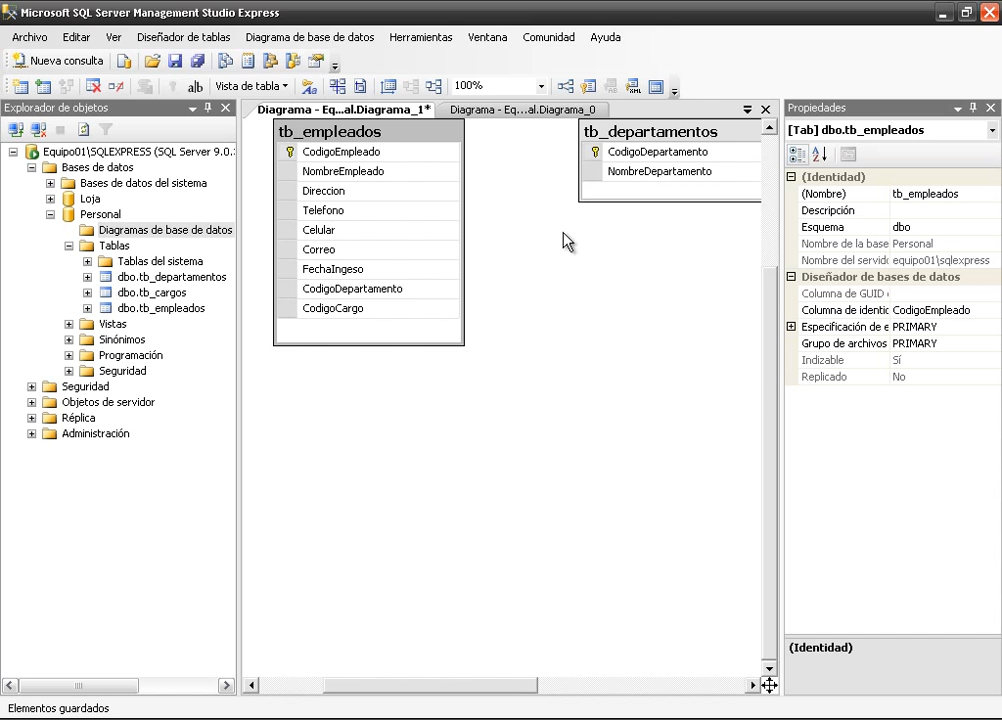 Microsoft SQL Server Management Studio Express
Archivo Editar Ver Diseñador de tablas Diagrama de base de datos Herramientas Ventana Comunidad Ayuda
Nueva consulta
Vista de tabla 100%
Explorador de objetos
Equipo01\SQLEXPRESS (SQL Server 9.0.
Bases de datos
Bases de datos del sistema
Loja
Personal
Diagramas de base de datos
Tablas
Tablas del sistema
dbo.tb_departamentos
dbo.tb_cargos
dbo.tb_empleados
Vistas
Sinónimos
Programación
Seguridad
Seguridad
Objetos de servidor
Réplica
Administración
Diagrama - Eq...al.Diagrama_1* Diagrama - Eq...al.Diagrama_0
tb_empleados
CodigoEmpleado
NombreEmpleado
Direccion
Telefono
Celular
Correo
FechaIngeso
CodigoDepartamento
CodigoCargo
tb_departamentos
CodigoDepartamento
NombreDepartamento
Propiedades
[Tab] dbo.tb_empleados
(Identidad)
(Nombre) tb_empleados
Descripción
Esquema dbo
Nombre de la base Personal
Nombre del servid equipo01\sqlexpress
Diseñador de bases de datos
Columna de GUID
Columna de identi CodigoEmpleado
Especificación de e PRIMARY
Grupo de archivos PRIMARY
Indizable Sí
Replicado No
(Identidad)
Elementos guardados